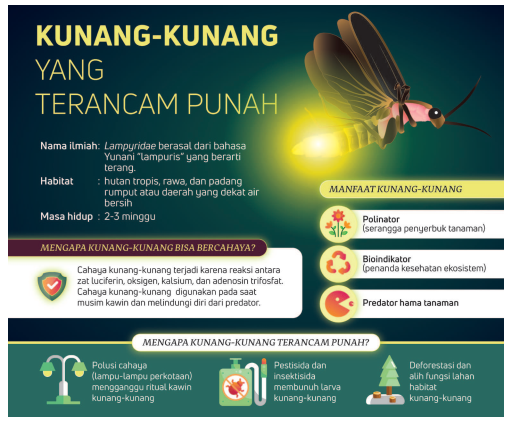 KUNANG-KUNANG
YANG
TERANCAM PUNAH
Nama ilmiah: Lampyridae berasal dari bahasa
Yunani "lampuris" yang berarti
terang.
Habitat : hutan tropis, rawa, dan padang
rumput atau daerah yang dekat air
bersih
Masa hidup : 2-3 minggu
MENGAPA KUNANG-KUNANG BISA BERCAHAYA?
Cahaya kunang-kunang terjadi karena reaksi antara
zat luciferin, oksigen, kalsium, dan adenosin trifosfat.
Cahaya kunang-kunang digunakan pada saat
musim kawin dan melindungi diri dari predator.
MANFAAT KUNANG-KUNANG
Polinator
(serangga penyerbuk tanaman)
Bioindikator
(penanda kesehatan ekosistem)
Predator hama tanaman
MENGAPA KUNANG-KUNANG TERANCAM PUNAH?
Polusi cahaya
(lampu-lampu perkotaan)
mengganggu ritual kawin
kunang-kunang
Pestisida dan
insektisida
membunuh larva
kunang-kunang
Deforestasi dan
alih fungsi lahan
habitat
kunang-kunang